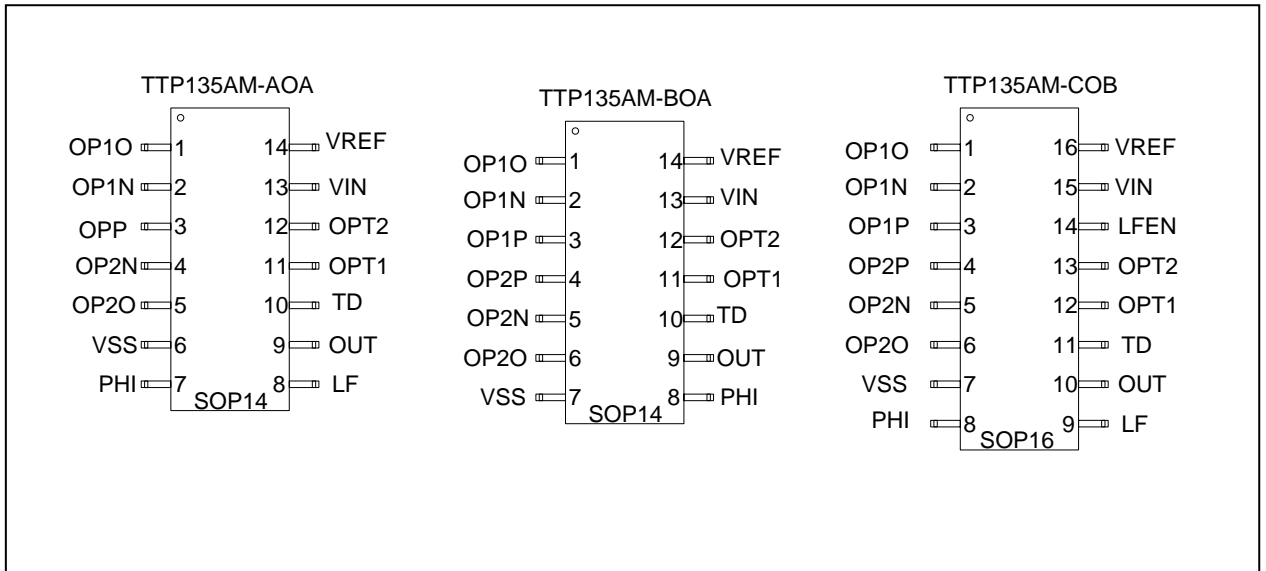 TTP135AM-AOA
OP1O 1 14 VREF
OP1N 2 13 VIN
OPP 3 12 OPT2
OP2N 4 11 OPT1
OP2O 5 10 TD
VSS 6 9 OUT
PHI 7 8 LF
SOP14
TTP135AM-BOA
OP1O 1 14 VREF
OP1N 2 13 VIN
OP1P 3 12 OPT2
OP2P 4 11 OPT1
OP2N 5 10 TD
OP2O 6 9 OUT
VSS 7 8 PHI
SOP14
TTP135AM-COB
OP1O 1 16 VREF
OP1N 2 15 VIN
OP1P 3 14 LFEN
OP2P 4 13 OPT2
OP2N 5 12 OPT1
OP2O 6 11 TD
VSS 7 10 OUT
PHI 8 9 LF
SOP16